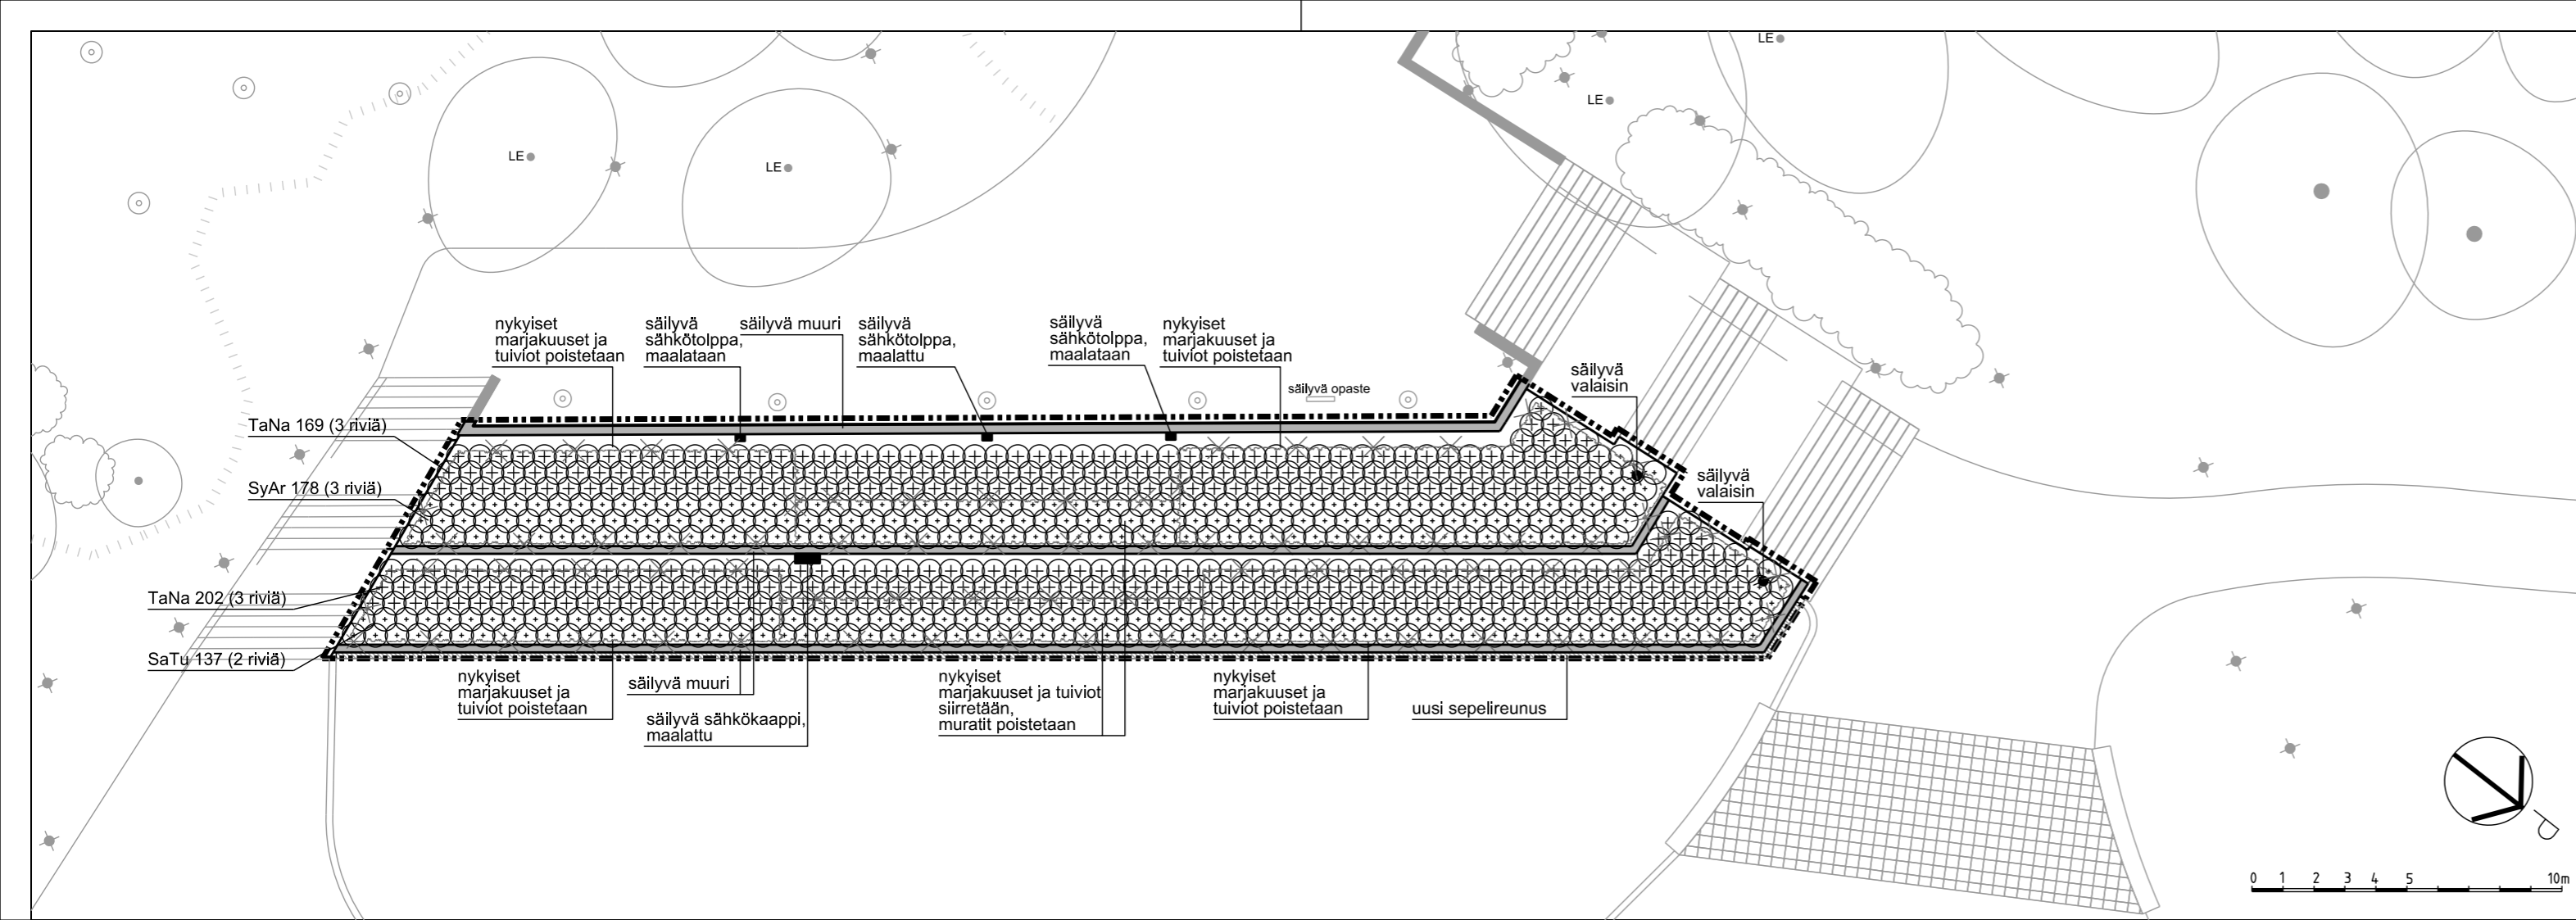 LE
LE
LE
LE
nykyiset
marjakuuset ja
tuiviot poistetaan
säilyvä
sähkötolppa,
maalataan
säilyvä muuri
säilyvä
sähkötolppa,
maalattu
säilyvä
sähkötolppa,
maalataan
nykyiset
marjakuuset ja
tuiviot poistetaan
säilyvä opaste
säilyvä
valaisin
säilyvä
valaisin
TaNa 169 (3 riviä)
SyAr 178 (3 riviä)
TaNa 202 (3 riviä)
SaTu 137 (2 riviä)
nykyiset
marjakuuset ja
tuiviot poistetaan
säilyvä muuri
säilyvä sähkökaappi,
maalattu
nykyiset
marjakuuset ja tuiviot
siirretään,
muratit poistetaan
nykyiset
marjakuuset ja
tuiviot poistetaan
uusi sepelireunus
P
0 1 2 3 4 5 10m